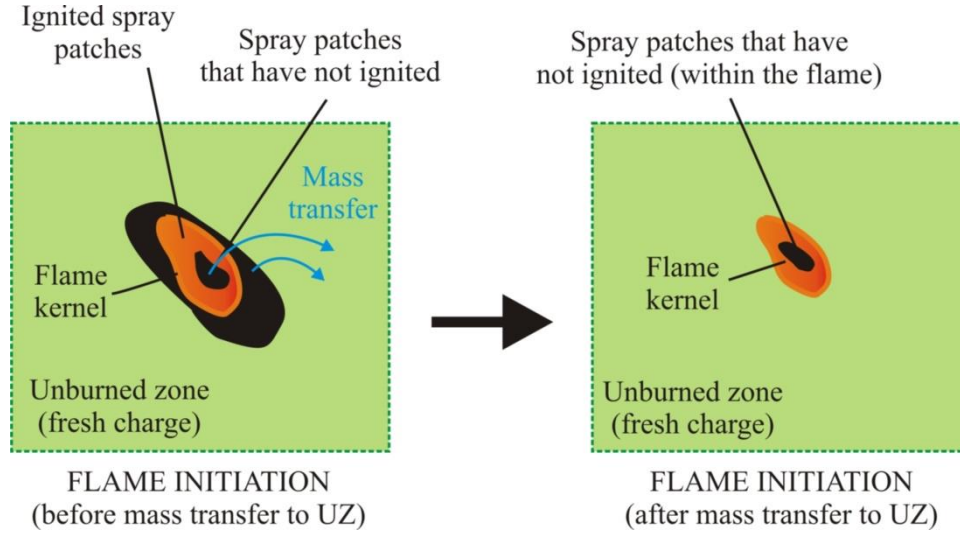 Ignited spray
patches
Spray patches
that have not ignited
Mass
transfer
Flame
kernel
Unburned zone
(fresh charge)
FLAME INITIATION
(before mass transfer to UZ)
Spray patches that have
not ignited (within the flame)
Flame
kernel
Unburned zone
(fresh charge)
FLAME INITIATION
(after mass transfer to UZ)